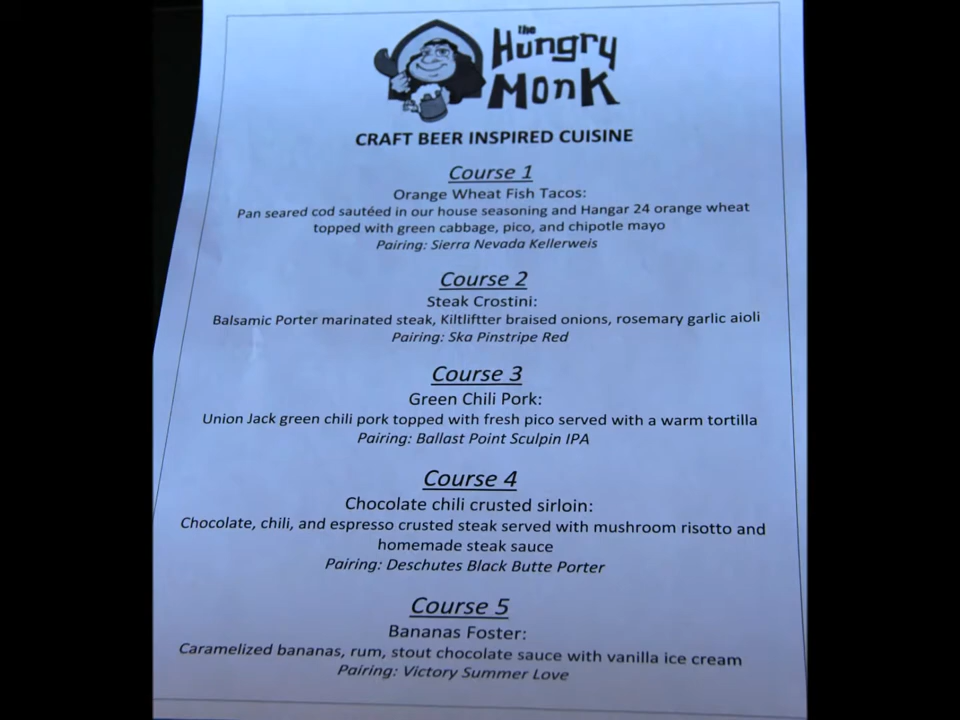 the
Hungry
Monk
CRAFT BEER INSPIRED CUISINE
Course 1
Orange Wheat Fish Tacos:
Pan seared cod sautéed in our house seasoning and Hangar 24 orange wheat
topped with green cabbage, pico, and chipotle mayo
Pairing: Sierra Nevada Kellerweis
Course 2
Steak Crostini:
Balsamic Porter marinated steak, Kiltliftter braised onions, rosemary garlic aioli
Pairing: Ska Pinstripe Red
Course 3
Green Chili Pork:
Union Jack green chili pork topped with fresh pico served with a warm tortilla
Pairing: Ballast Point Sculpin IPA
Course 4
Chocolate chili crusted sirloin:
Chocolate, chili, and espresso crusted steak served with mushroom risotto and
homemade steak sauce
Pairing: Deschutes Black Butte Porter
Course 5
Bananas Foster:
Caramelized bananas, rum, stout chocolate sauce with vanilla ice cream
Pairing: Victory Summer Love